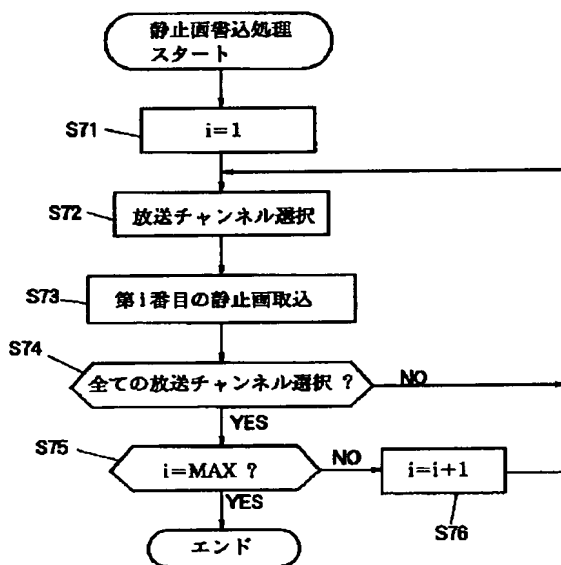 静止画書込処理
スタート
S71
i=1
S72
放送チャンネル選択
S73
第i番目の静止画取込
S74
全ての放送チャンネル選択 ?
NO
YES
S75
i=MAX ?
NO
i=i+1
YES
S76
エンド